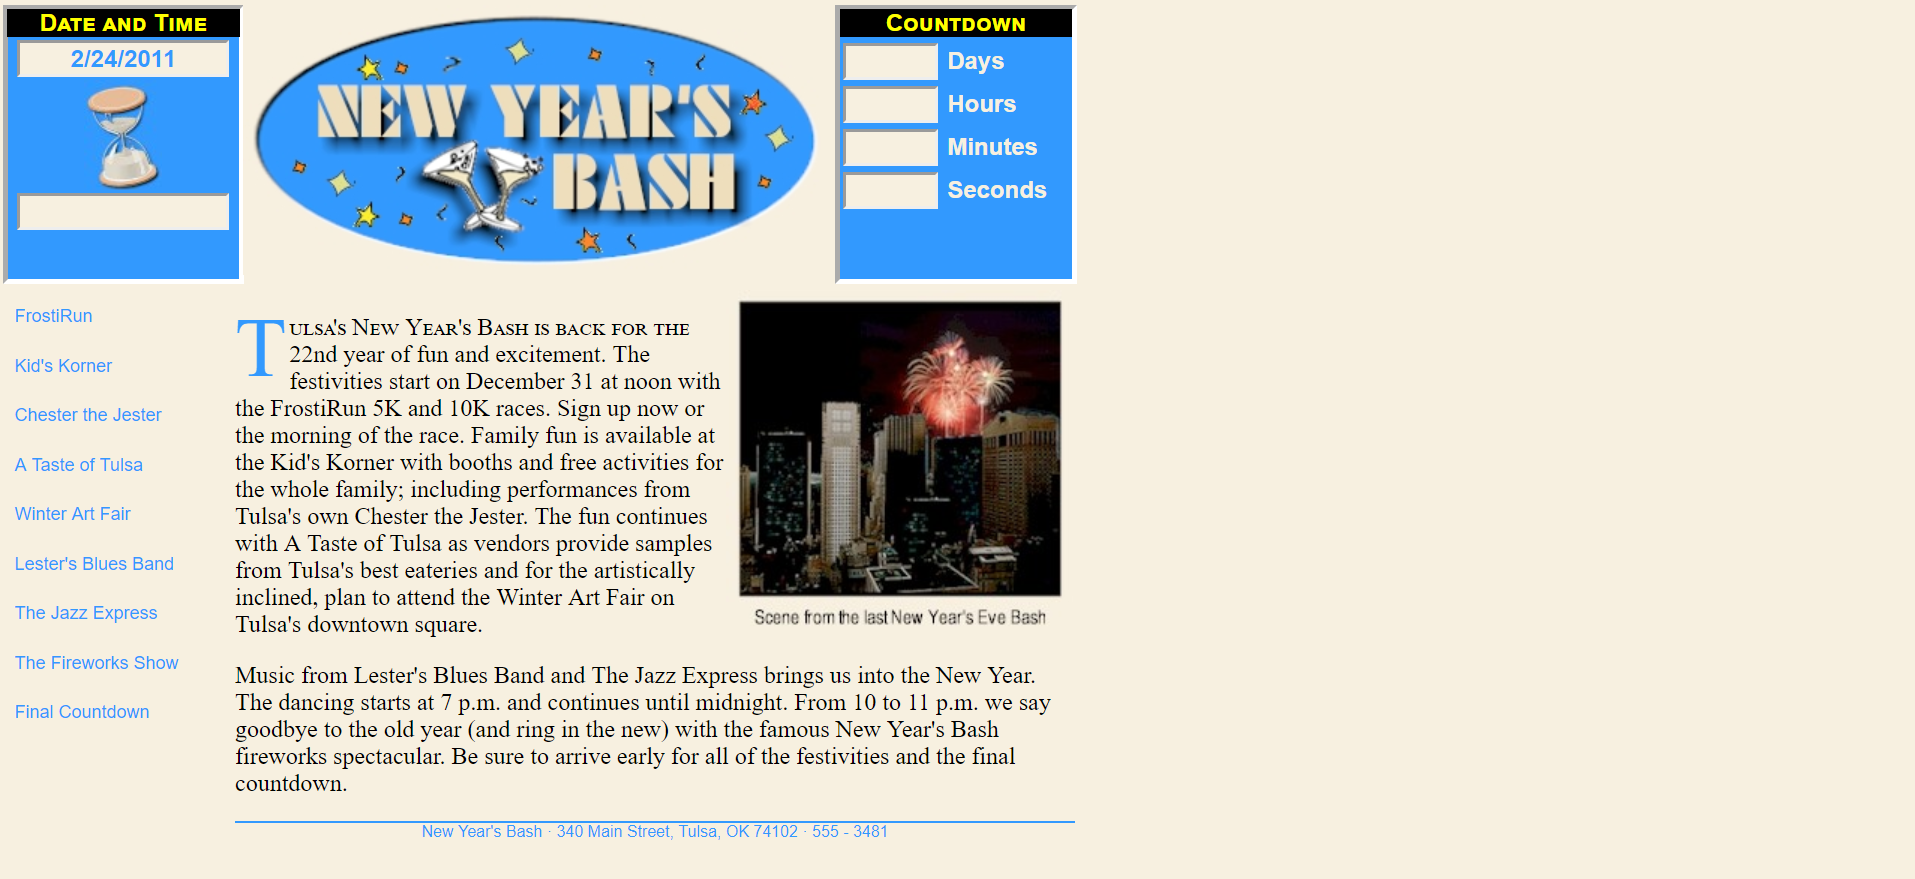 Date and Time
2/24/2011
NEW YEAR'S
BASH
Countdown
Days
Hours
Minutes
Seconds
FrostiRun
Kid's Korner
Chester the Jester
A Taste of Tulsa
Winter Art Fair
Lester's Blues Band
The Jazz Express
The Fireworks Show
Final Countdown
Tulsa's New Year's Bash is back for the
22nd year of fun and excitement. The
festivities start on December 31 at noon with
the FrostiRun 5K and 10K races. Sign up now or
the morning of the race. Family fun is available at
the Kid's Korner with booths and free activities for
the whole family; including performances from
Tulsa's own Chester the Jester. The fun continues
with A Taste of Tulsa as vendors provide samples
from Tulsa's best eateries and for the artistically
inclined, plan to attend the Winter Art Fair on
Tulsa's downtown square.
Scene from the last New Year's Eve Bash
Music from Lester's Blues Band and The Jazz Express brings us into the New Year.
The dancing starts at 7 p.m. and continues until midnight. From 10 to 11 p.m. we say
goodbye to the old year (and ring in the new) with the famous New Year's Bash
fireworks spectacular. Be sure to arrive early for all of the festivities and the final
countdown.
New Year's Bash · 340 Main Street, Tulsa, OK 74102 · 555 - 3481